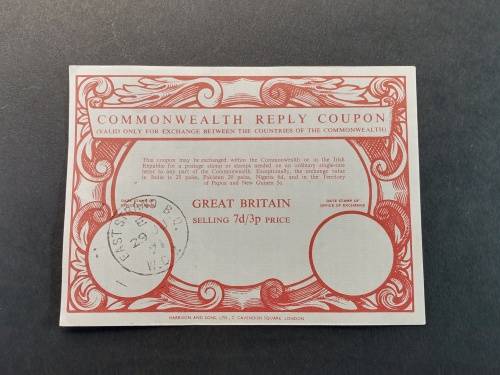 COMMONWEALTH REPLY COUPON
(VALID ONLY FOR EXCHANGE BETWEEN THE COUNTRIES OF THE COMMONWEALTH)
This coupon may be exchanged within the Commonwealth or in the Irish
Republic for a postage stamp or stamps needed on an ordinary single-rate
letter to any part of the Commonwealth. Exceptionally, the exchange value
in India is 25 paise, Pakistan 20 paisa, Nigeria 6d, and in the Territory
of Papua and New Guinea 5c.
DATE STAMP OF
OFFICE OF
GREAT BRITAIN
SELLING 7d/3p PRICE
DATE STAMP OF
OFFICE OF EXCHANGE
EAST B.O.
29
W.C.
HARRISON AND SONS, LTD., CAVENDISH SQUARE, LONDON